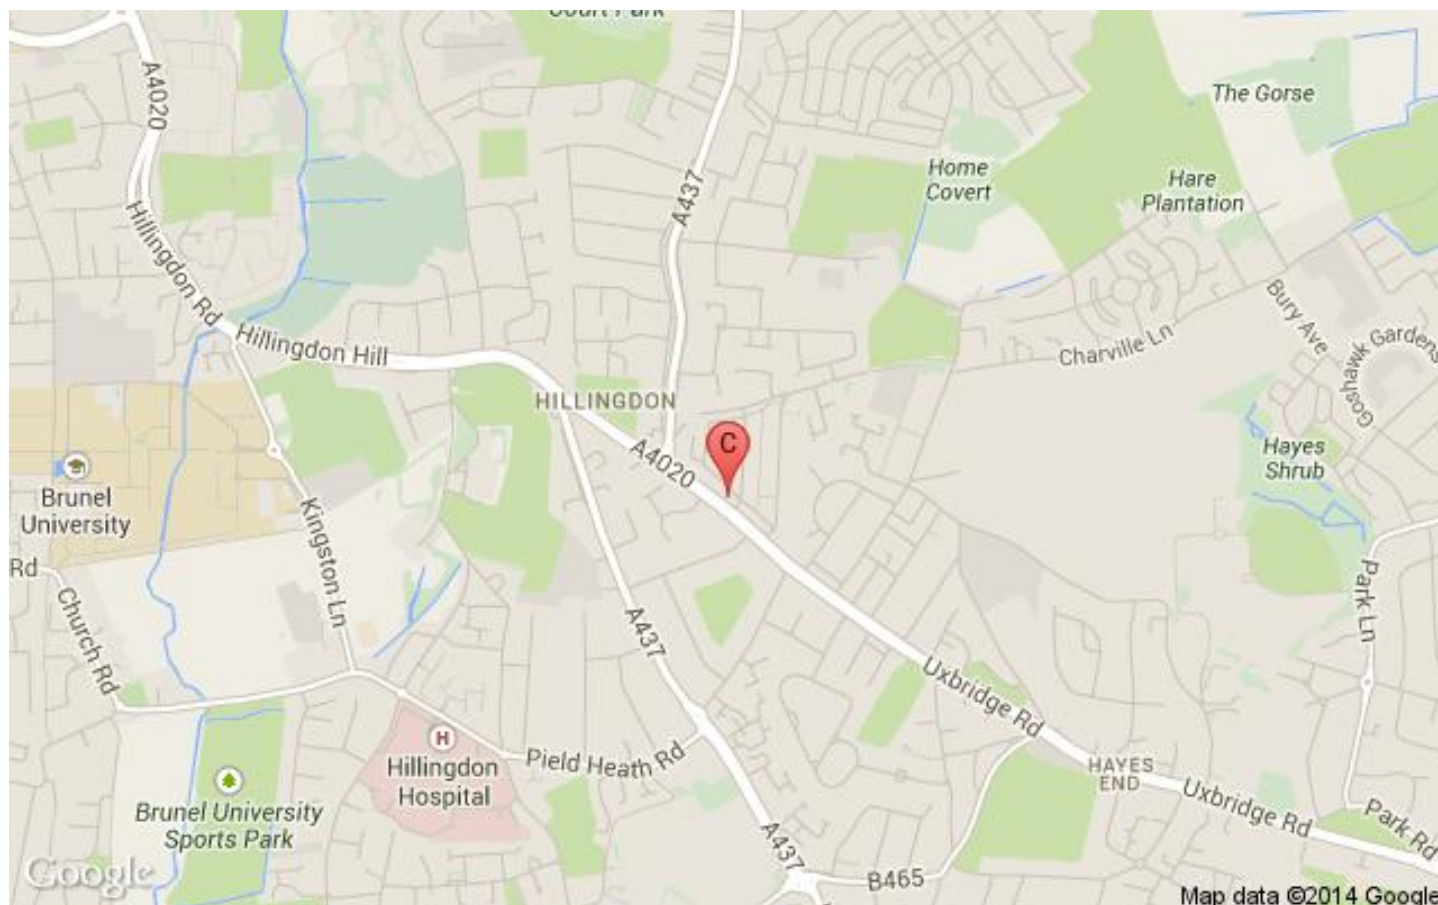 Court Park
A4020
The Gorse
Home
Covert
Hare
Plantation
A437
Hillingdon Rd
Bury Ave
Hillingdon Hill
Charville Ln
Goshawk Gardens
HILLINGDON
C
A4020
Hayes
Shrub
Brunel
University
Kingston Ln
Rd
Church Rd
Park Ln
A437
Uxbridge Rd
H
Hillingdon
Hospital
Pield Heath Rd
HAYES
END
Uxbridge Rd
Brunel University
Sports Park
Park Rd
A437
B465
Google
Map data ©2014 Google